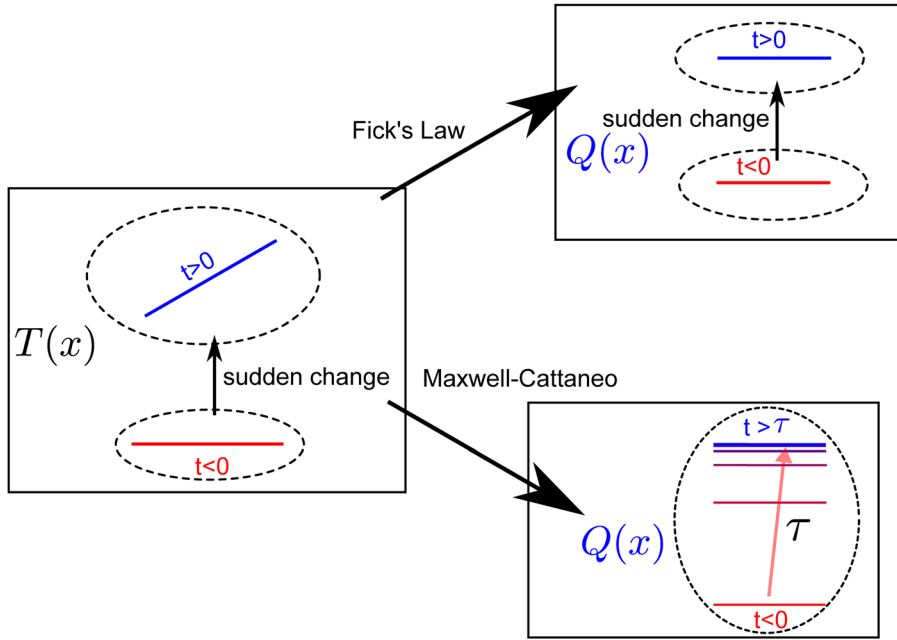 t>0
sudden change
Q(x)
t<0
Fick's Law
t>0
T(x)
sudden change
t<0
Maxwell-Cattaneo
t > τ
τ
Q(x)
t<0